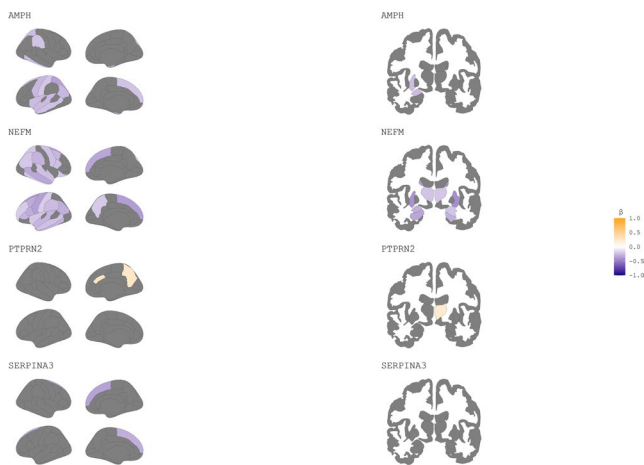 AMPH
AMPH
NEFM
NEFM
β
1.0
0.5
0.0
-0.5
-1.0
PTPRN2
PTPRN2
SERPINA3
SERPINA3